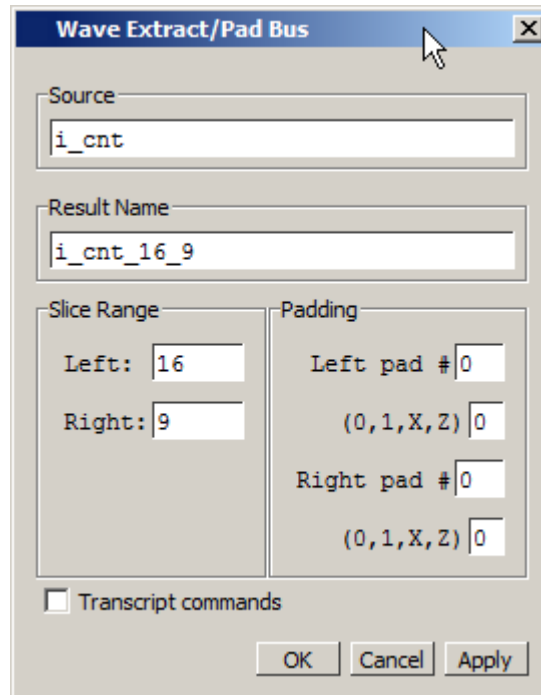 Wave Extract/Pad Bus
Source
i_cnt
Result Name
i_cnt_16_9
Slice Range
Left: 16
Right: 9
Padding
Left pad # 0
(0,1,X,Z) 0
Right pad # 0
(0,1,X,Z) 0
Transcript commands
OK Cancel Apply